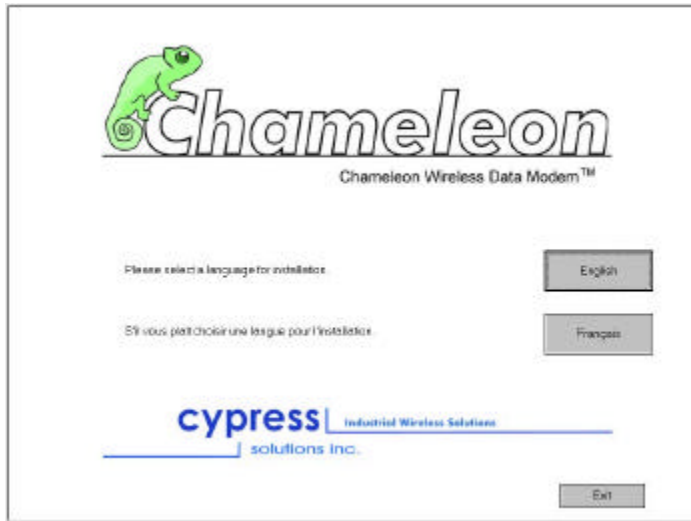 Chameleon
Chameleon Wireless Data Modem™
Please select a language for installation
English
S'il vous plaît choisir une langue pour l'installation
Français
cypress
Industrial Wireless Solutions
solutions inc.
Exit